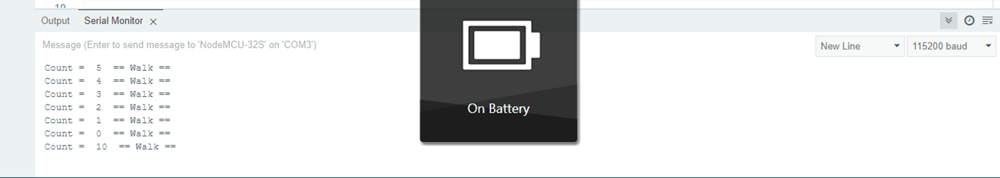 19
Output Serial Monitor
Message (Enter to send message to 'NodeMCU-32S' on 'COM3')
New Line
115200 baud
Count = 5 == Walk ==
Count = 4 == Walk ==
Count = 3 == Walk ==
Count = 2 == Walk ==
Count = 1 == Walk ==
Count = 0 == Walk ==
Count = 10 == Walk ==
On Battery